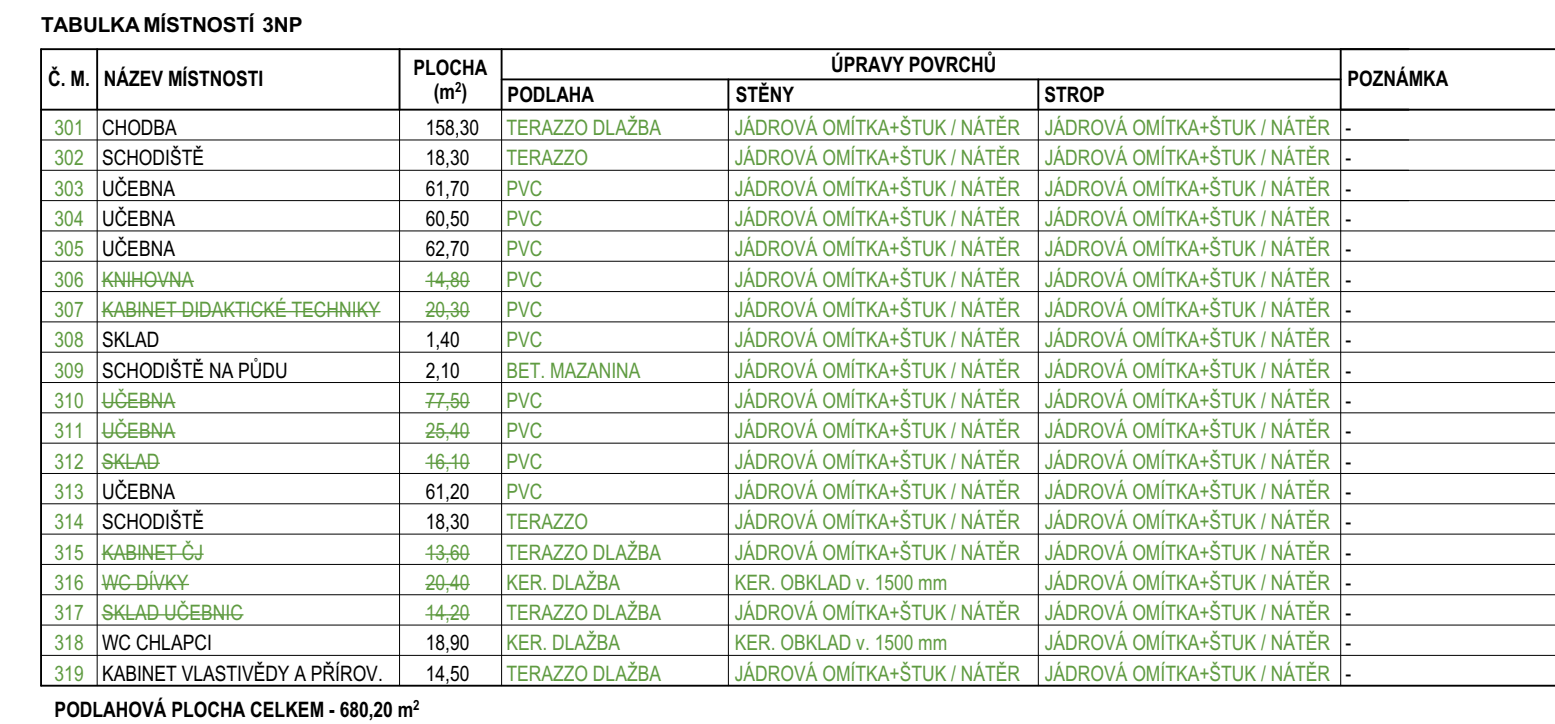 TABULKA MÍSTNOSTÍ 3NP
Č. M. NÁZEV MÍSTNOSTI PLOCHA (m²) ÚPRAVY POVRCHŮ POZNÁMKA
PODLAHA STĚNY STROP
301 CHODBA 158,30 TERAZZO DLAŽBA JÁDROVÁ OMÍTKA+ŠTUK / NÁTĚR JÁDROVÁ OMÍTKA+ŠTUK / NÁTĚR -
302 SCHODIŠTĚ 18,30 TERAZZO JÁDROVÁ OMÍTKA+ŠTUK / NÁTĚR JÁDROVÁ OMÍTKA+ŠTUK / NÁTĚR -
303 UČEBNA 61,70 PVC JÁDROVÁ OMÍTKA+ŠTUK / NÁTĚR JÁDROVÁ OMÍTKA+ŠTUK / NÁTĚR -
304 UČEBNA 60,50 PVC JÁDROVÁ OMÍTKA+ŠTUK / NÁTĚR JÁDROVÁ OMÍTKA+ŠTUK / NÁTĚR -
305 UČEBNA 62,70 PVC JÁDROVÁ OMÍTKA+ŠTUK / NÁTĚR JÁDROVÁ OMÍTKA+ŠTUK / NÁTĚR -
306 KNIHOVNA 14,80 PVC JÁDROVÁ OMÍTKA+ŠTUK / NÁTĚR JÁDROVÁ OMÍTKA+ŠTUK / NÁTĚR -
307 KABINET DIDAKTICKÉ TECHNIKY 20,30 PVC JÁDROVÁ OMÍTKA+ŠTUK / NÁTĚR JÁDROVÁ OMÍTKA+ŠTUK / NÁTĚR -
308 SKLAD 1,40 PVC JÁDROVÁ OMÍTKA+ŠTUK / NÁTĚR JÁDROVÁ OMÍTKA+ŠTUK / NÁTĚR -
309 SCHODIŠTĚ NA PŮDU 2,10 BET. MAZANINA JÁDROVÁ OMÍTKA+ŠTUK / NÁTĚR JÁDROVÁ OMÍTKA+ŠTUK / NÁTĚR -
310 UČEBNA 77,50 PVC JÁDROVÁ OMÍTKA+ŠTUK / NÁTĚR JÁDROVÁ OMÍTKA+ŠTUK / NÁTĚR -
311 UČEBNA 25,40 PVC JÁDROVÁ OMÍTKA+ŠTUK / NÁTĚR JÁDROVÁ OMÍTKA+ŠTUK / NÁTĚR -
312 SKLAD 16,10 PVC JÁDROVÁ OMÍTKA+ŠTUK / NÁTĚR JÁDROVÁ OMÍTKA+ŠTUK / NÁTĚR -
313 UČEBNA 61,20 PVC JÁDROVÁ OMÍTKA+ŠTUK / NÁTĚR JÁDROVÁ OMÍTKA+ŠTUK / NÁTĚR -
314 SCHODIŠTĚ 18,30 TERAZZO JÁDROVÁ OMÍTKA+ŠTUK / NÁTĚR JÁDROVÁ OMÍTKA+ŠTUK / NÁTĚR -
315 KABINET ČJ 13,60 TERAZZO DLAŽBA JÁDROVÁ OMÍTKA+ŠTUK / NÁTĚR JÁDROVÁ OMÍTKA+ŠTUK / NÁTĚR -
316 WC DÍVKY 20,40 KER. DLAŽBA KER. OBKLAD v. 1500 mm JÁDROVÁ OMÍTKA+ŠTUK / NÁTĚR -
317 SKLAD UČEBNIC 14,20 TERAZZO DLAŽBA JÁDROVÁ OMÍTKA+ŠTUK / NÁTĚR JÁDROVÁ OMÍTKA+ŠTUK / NÁTĚR -
318 WC CHLAPCI 18,90 KER. DLAŽBA KER. OBKLAD v. 1500 mm JÁDROVÁ OMÍTKA+ŠTUK / NÁTĚR -
319 KABINET VLASTIVĚDY A PŘÍROV. 14,50 TERAZZO DLAŽBA JÁDROVÁ OMÍTKA+ŠTUK / NÁTĚR JÁDROVÁ OMÍTKA+ŠTUK / NÁTĚR -
PODLAHOVÁ PLOCHA CELKEM - 680,20 m²